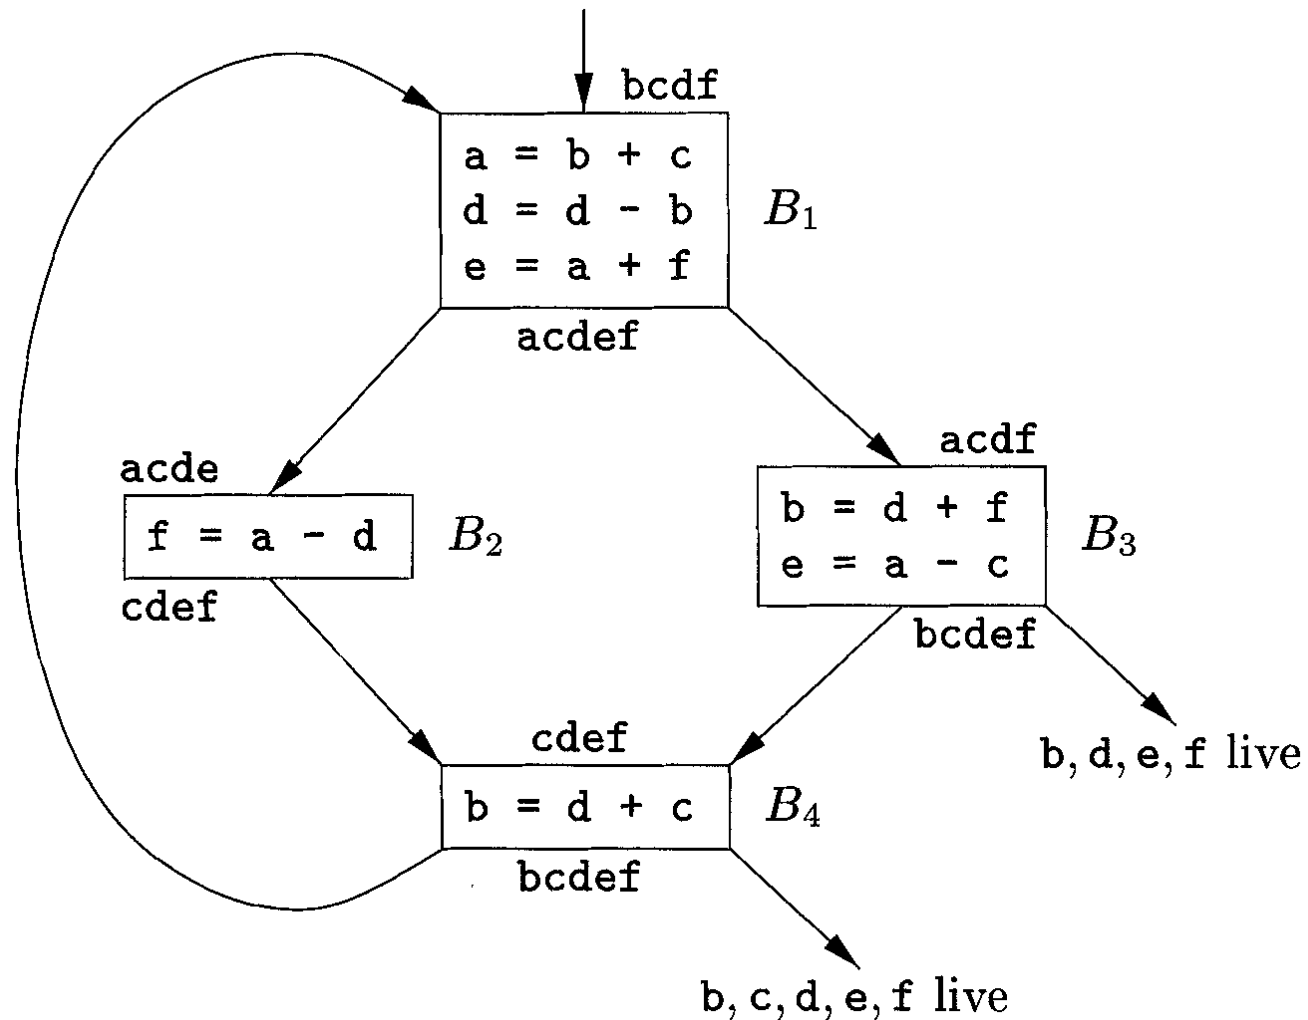 bcdf
a = b + c
d = d - b
e = a + f
B₁
acdef
acde
f = a - d
B₂
cdef
acdf
b = d + f
e = a - c
B₃
bcdef
b, d, e, f live
cdef
b = d + c
B₄
bcdef
b, c, d, e, f live